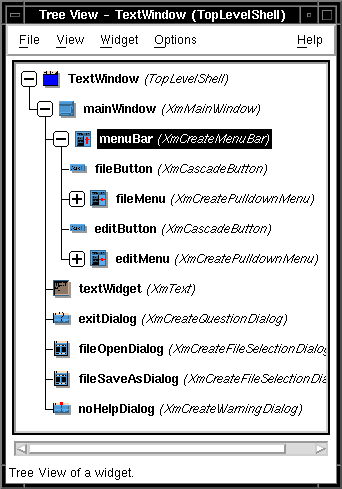 Tree View - TextWindow (TopLevelShell)
File View Widget Options Help
TextWindow (TopLevelShell)
mainWindow (XmMainWindow)
menuBar (XmCreateMenuBar)
fileButton (XmCascadeButton)
fileMenu (XmCreatePulldownMenu)
editButton (XmCascadeButton)
editMenu (XmCreatePulldownMenu)
textWidget (XmText)
exitDialog (XmCreateQuestionDialog)
fileOpenDialog (XmCreateFileSelectionDialo
fileSaveAsDialog (XmCreateFileSelectionDia
noHelpDialog (XmCreateWarningDialog)
Tree View of a widget.